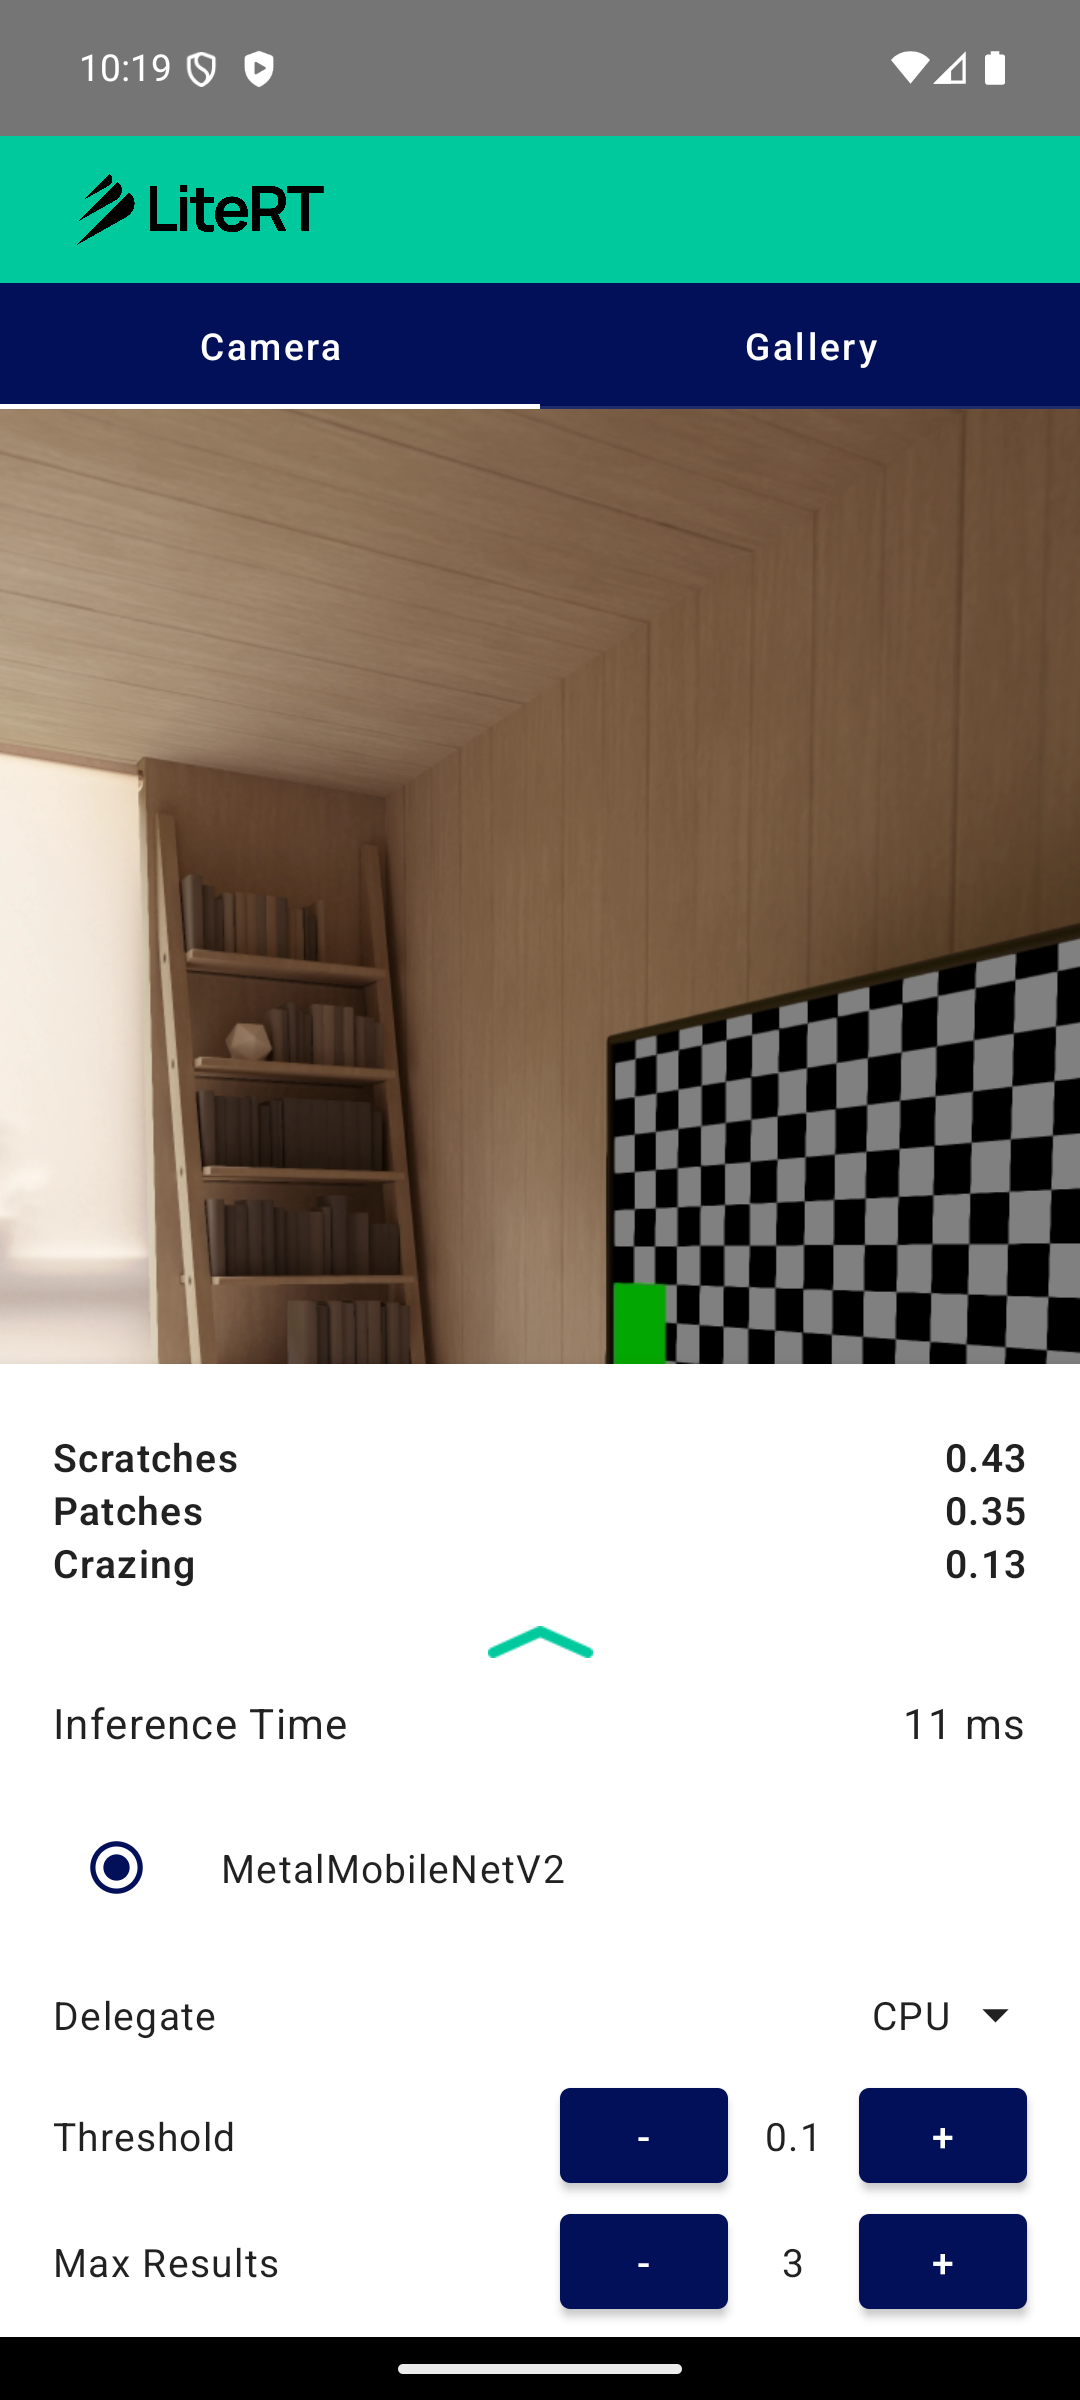 10:19
LiteRT
Camera Gallery
Scratches 0.43
Patches 0.35
Crazing 0.13
Inference Time 11 ms
MetalMobileNetV2
Delegate CPU
Threshold - 0.1 +
Max Results - 3 +